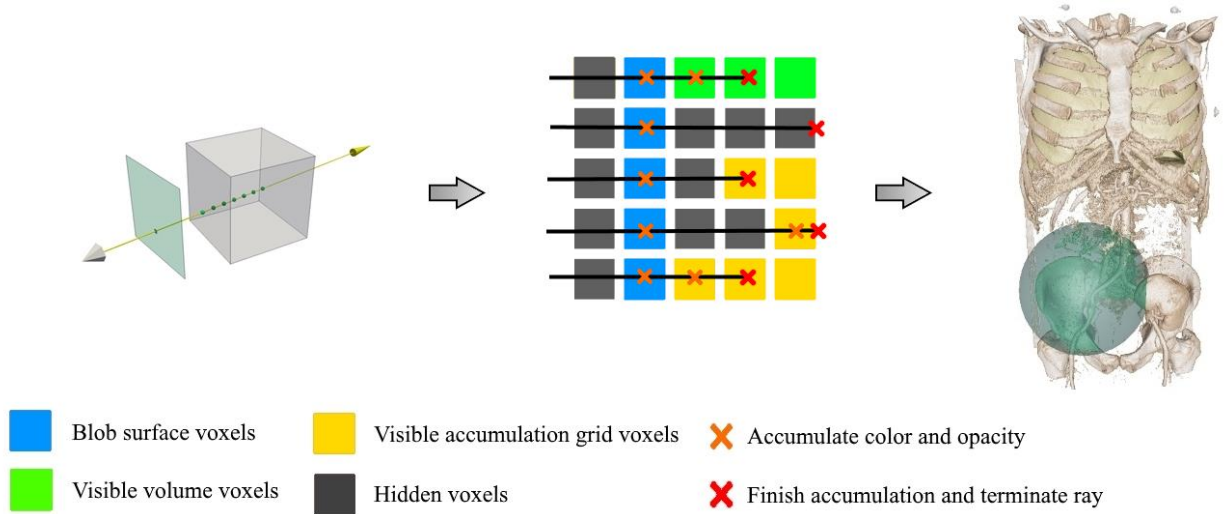 Blob surface voxels
Visible accumulation grid voxels
Accumulate color and opacity
Visible volume voxels
Hidden voxels
Finish accumulation and terminate ray